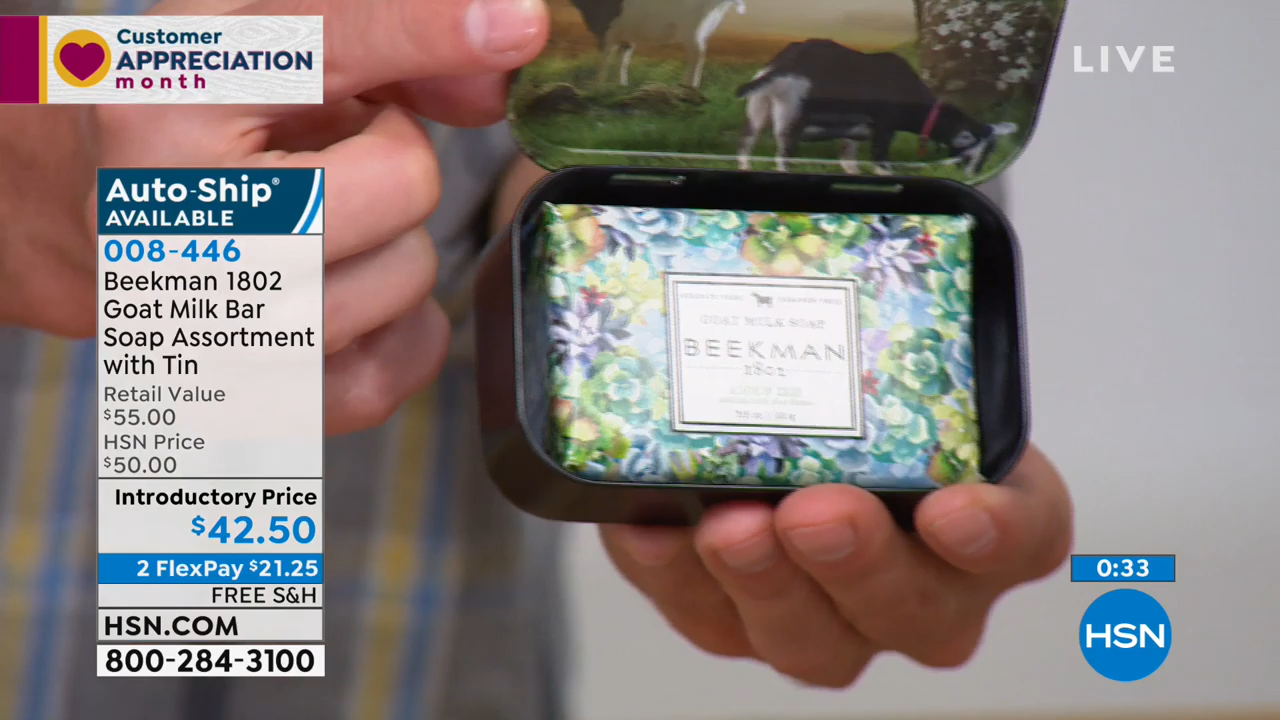 Customer
APPRECIATION
month
LIVE
Auto-Ship®
AVAILABLE
008-446
Beekman 1802
Goat Milk Bar
Soap Assortment
with Tin
Retail Value
$55.00
HSN Price
$50.00
Introductory Price
$42.50
2 FlexPay $21.25
FREE S&H
HSN.COM
800-284-3100
GOAT MILK SOAP
BEEKMAN
1802
0:33
HSN